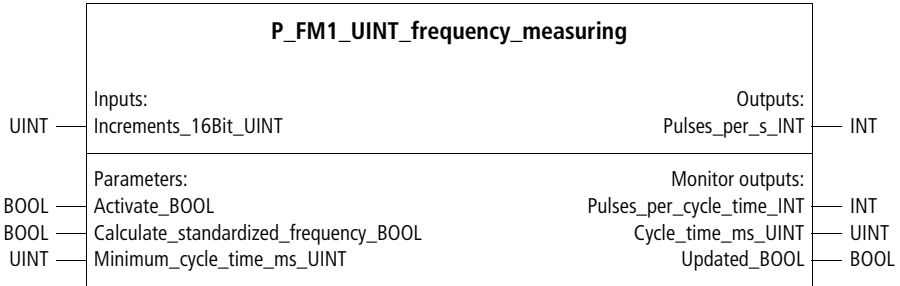 P_FM1_UINT_frequency_measuring
Inputs: Outputs:
UINT Increments_16Bit_UINT Pulses_per_s_INT INT
Parameters: Monitor outputs:
BOOL Activate_BOOL Pulses_per_cycle_time_INT INT
BOOL Calculate_standardized_frequency_BOOL Cycle_time_ms_UINT UINT
UINT Minimum_cycle_time_ms_UINT Updated_BOOL BOOL